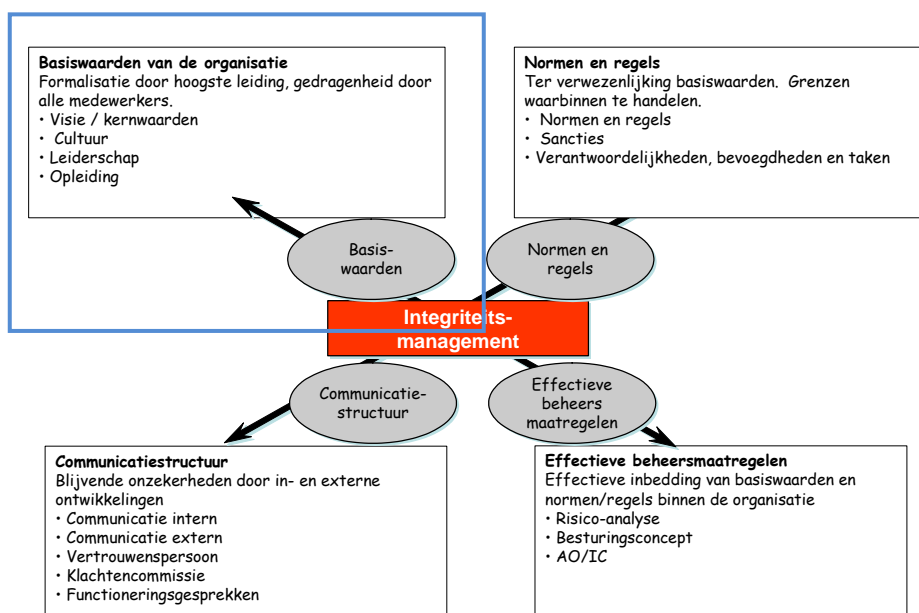 Basiswaarden van de organisatie
Formalisatie door hoogste leiding, gedragenheid door
alle medewerkers.
• Visie / kernwaarden
• Cultuur
• Leiderschap
• Opleiding
Normen en regels
Ter verwezenlijking basiswaarden. Grenzen
waarbinnen te handelen.
• Normen en regels
• Sancties
• Verantwoordelijkheden, bevoegdheden en taken
Basis-
waarden
Normen en
regels
Integriteits-
management
Communicatie-
structuur
Effectieve
beheers
maatregelen
Communicatiestructuur
Blijvende onzekerheden door in- en externe
ontwikkelingen
• Communicatie intern
• Communicatie extern
• Vertrouwenspersoon
• Klachtencommissie
• Functioneringsgesprekken
Effectieve beheersmaatregelen
Effectieve inbedding van basiswaarden en
normen/regels binnen de organisatie
• Risico-analyse
• Besturingsconcept
• AO/IC